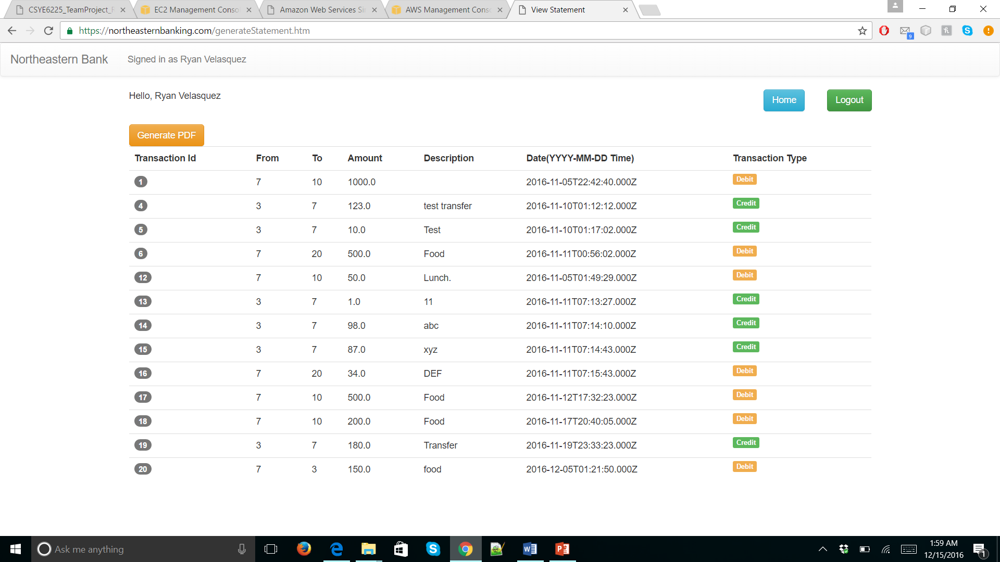 CSYE6225_TeamProject_F
EC2 Management Conso
Amazon Web Services Si
AWS Management Conso
View Statement
https://northeasternbanking.com/generateStatement.htm
9
Northeastern Bank Signed in as Ryan Velasquez
Hello, Ryan Velasquez Home Logout
Generate PDF
Transaction Id From To Amount Description Date(YYYY-MM-DD Time) Transaction Type
1 7 10 1000.0 2016-11-05T22:42:40.000Z Debit
4 3 7 123.0 test transfer 2016-11-10T01:12:12.000Z Credit
5 3 7 10.0 Test 2016-11-10T01:17:02.000Z Credit
6 7 20 500.0 Food 2016-11-11T00:56:02.000Z Debit
12 7 10 50.0 Lunch. 2016-11-05T01:49:29.000Z Debit
13 3 7 1.0 11 2016-11-11T07:13:27.000Z Credit
14 3 7 98.0 abc 2016-11-11T07:14:10.000Z Credit
15 3 7 87.0 xyz 2016-11-11T07:14:43.000Z Credit
16 7 20 34.0 DEF 2016-11-11T07:15:43.000Z Debit
17 7 10 500.0 Food 2016-11-12T17:32:23.000Z Debit
18 7 10 200.0 Food 2016-11-17T20:40:05.000Z Debit
19 3 7 180.0 Transfer 2016-11-19T23:33:23.000Z Credit
20 7 3 150.0 food 2016-12-05T01:21:50.000Z Debit
Ask me anything
1:59 AM
12/15/2016
1